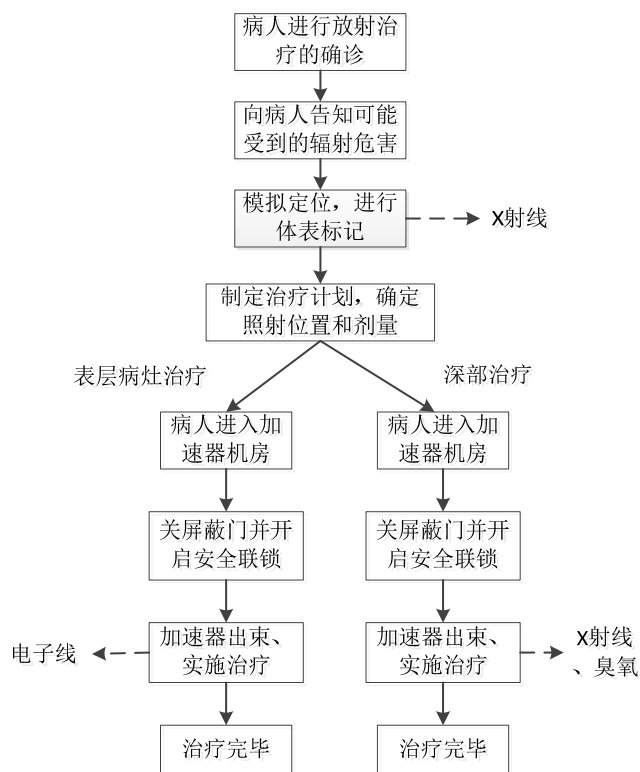 病人进行放射治
疗的确诊
向病人告知可能
受到的辐射危害
模拟定位，进行
体表标记
X射线
制定治疗计划，确定
照射位置和剂量
表层病灶治疗
深部治疗
病人进入加
速器机房
病人进入加
速器机房
关屏蔽门并开
启安全联锁
关屏蔽门并开
启安全联锁
电子线
加速器出束、
实施治疗
加速器出束、
实施治疗
X射线
、臭氧
治疗完毕
治疗完毕